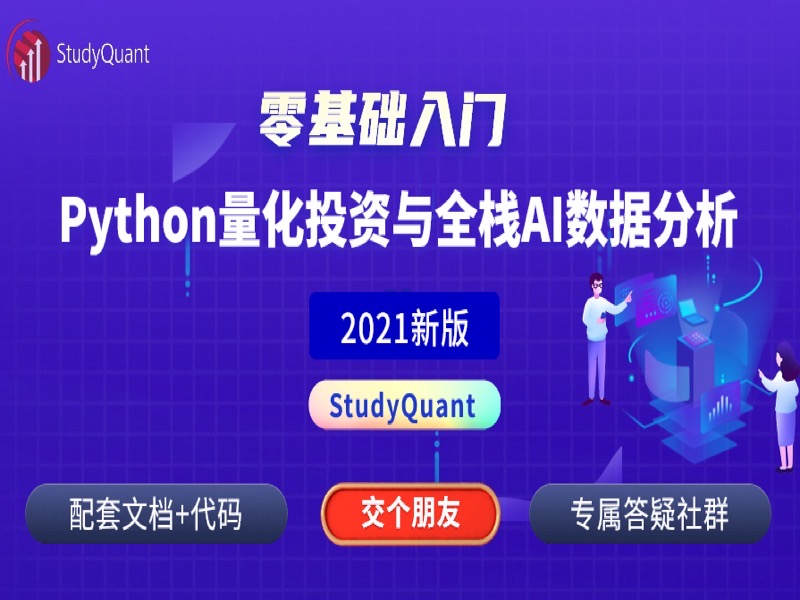 StudyQuant
零基础入门
Python量化投资与全栈AI数据分析
2021新版
StudyQuant
配套文档+代码
交个朋友
专属答疑社群